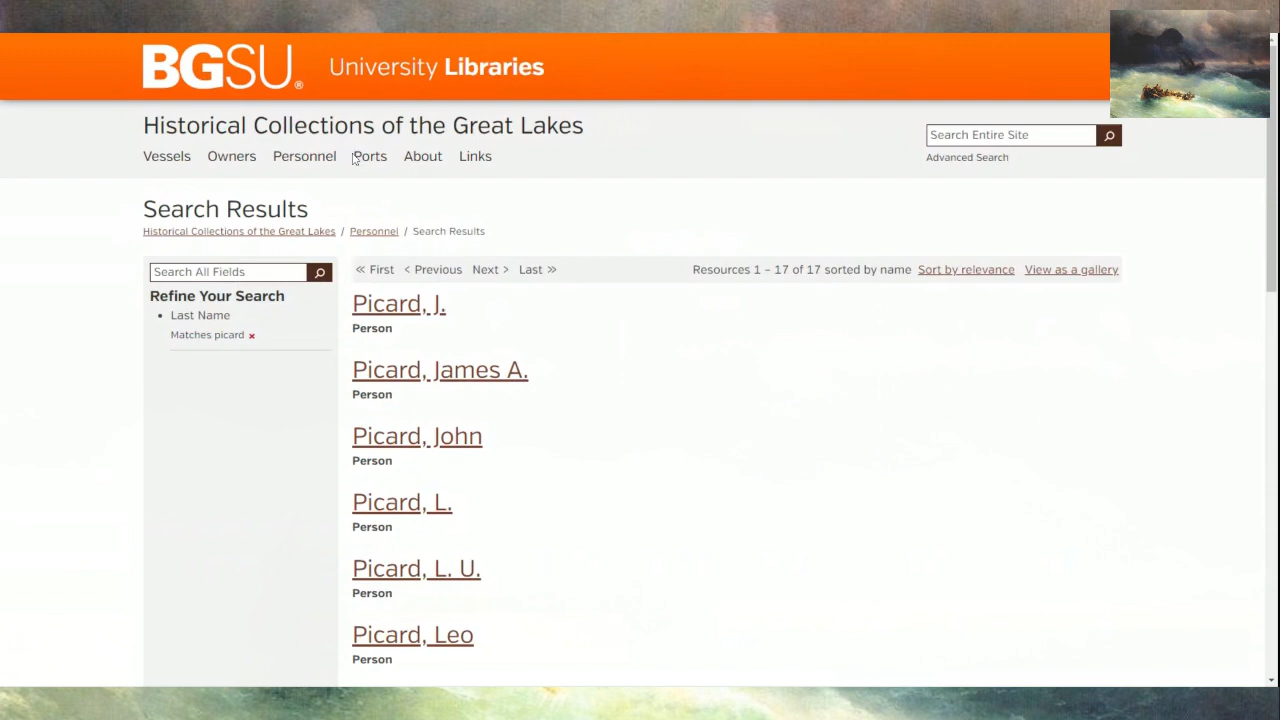 BGSU® University Libraries
Historical Collections of the Great Lakes
Search Entire Site
Vessels Owners Personnel Ports About Links
Advanced Search
Search Results
Historical Collections of the Great Lakes / Personnel / Search Results
Search All Fields
Refine Your Search
Last Name
Matches picard ×
« First < Previous Next > Last » Resources 1 – 17 of 17 sorted by name Sort by relevance View as a gallery
Picard, J.
Person
Picard, James A.
Person
Picard, John
Person
Picard, L.
Person
Picard, L. U.
Person
Picard, Leo
Person